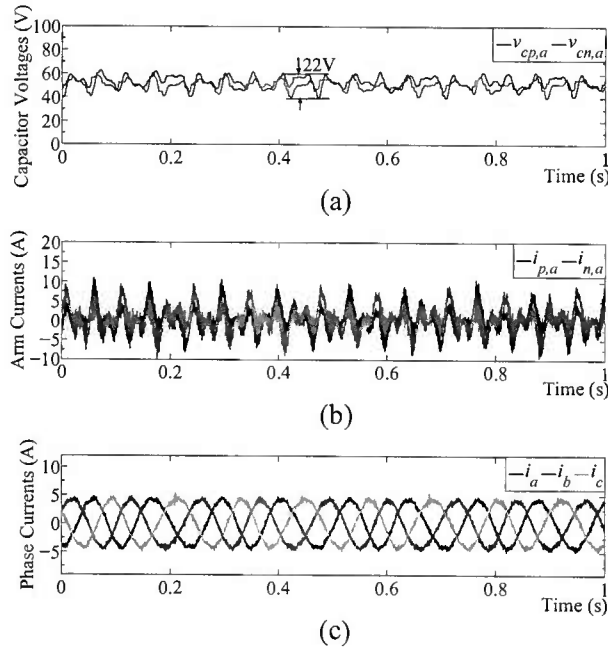 Capacitor Voltages (V)
100
80
60
40
20
0
v_cp,a v_cn,a
22V
0 0.2 0.4 0.6 0.8 1
Time (s)
(a)
Arm Currents (A)
20
15
10
5
0
−5
−10
i_p,a i_n,a
0 0.2 0.4 0.6 0.8 1
Time (s)
(b)
Phase Currents (A)
10
5
0
−5
i_a i_b i_c
0 0.2 0.4 0.6 0.8 1
Time (s)
(c)